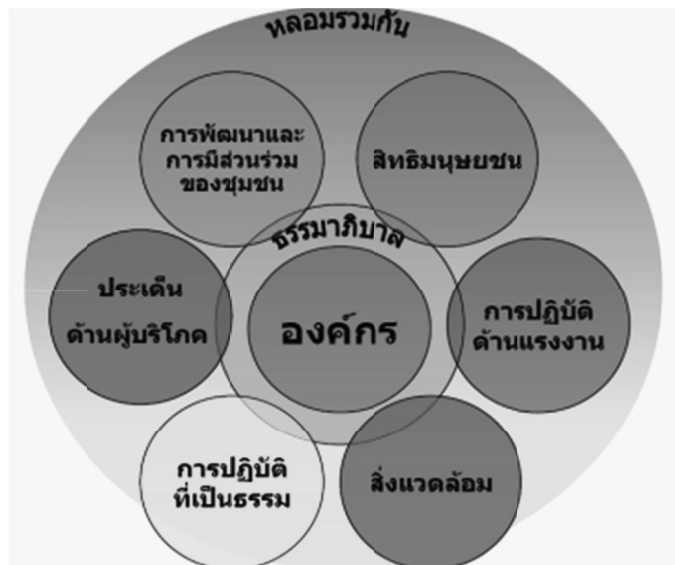 หลอมรวมกัน
การพัฒนาและ
การมีส่วนร่วม
ของชุมชน
สิทธิมนุษยชน
ธรรมาภิบาล
องค์กร
ประเด็น
ด้านผู้บริโภค
การปฏิบัติ
ด้านแรงงาน
การปฏิบัติ
ที่เป็นธรรม
สิ่งแวดล้อม